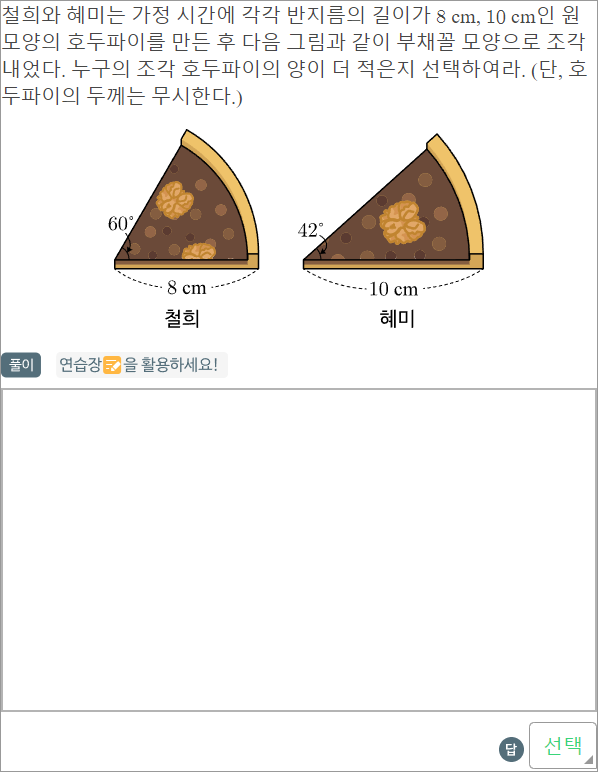 철희와 혜미는 가정 시간에 각각 반지름의 길이가 8 cm, 10 cm인 원
모양의 호두파이를 만든 후 다음 그림과 같이 부채꼴 모양으로 조각
내었다. 누구의 조각 호두파이의 양이 더 적은지 선택하여라. (단, 호
두파이의 두께는 무시한다.)
60° 42°
8 cm 10 cm
철희 혜미
풀이 연습장을 활용하세요!
답 선택